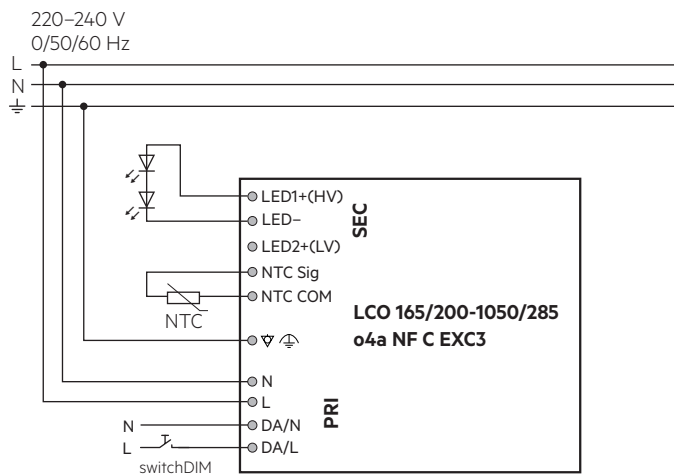 220–240 V
0/50/60 Hz
L
N
LED1+(HV)
LED–
LED2+(LV)
SEC
NTC Sig
NTC COM
NTC
LCO 165/200-1050/285
o4a NF C EXC3
N
L
PRI
N
DA/N
L
DA/L
switchDIM